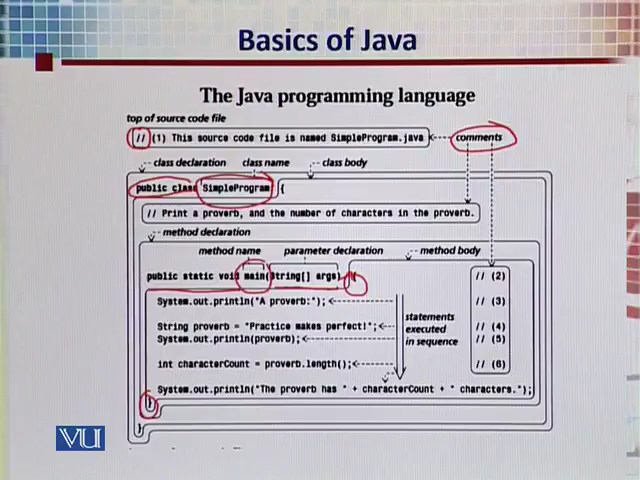 Basics of Java
The Java programming language
top of source code file
// (1) This source code file is named SimpleProgram.java
comments
class declaration class name class body
public class SimpleProgram {
// Print a proverb, and the number of characters in the proverb.
method declaration
method name parameter declaration method body
public static void main(String[] args) {
// (2)
System.out.println("A proverb:");
// (3)
statements
executed
in sequence
String proverb = "Practice makes perfect!";
// (4)
System.out.println(proverb);
// (5)
int characterCount = proverb.length();
// (6)
System.out.println("The proverb has " + characterCount + " characters.");
}
}
VU